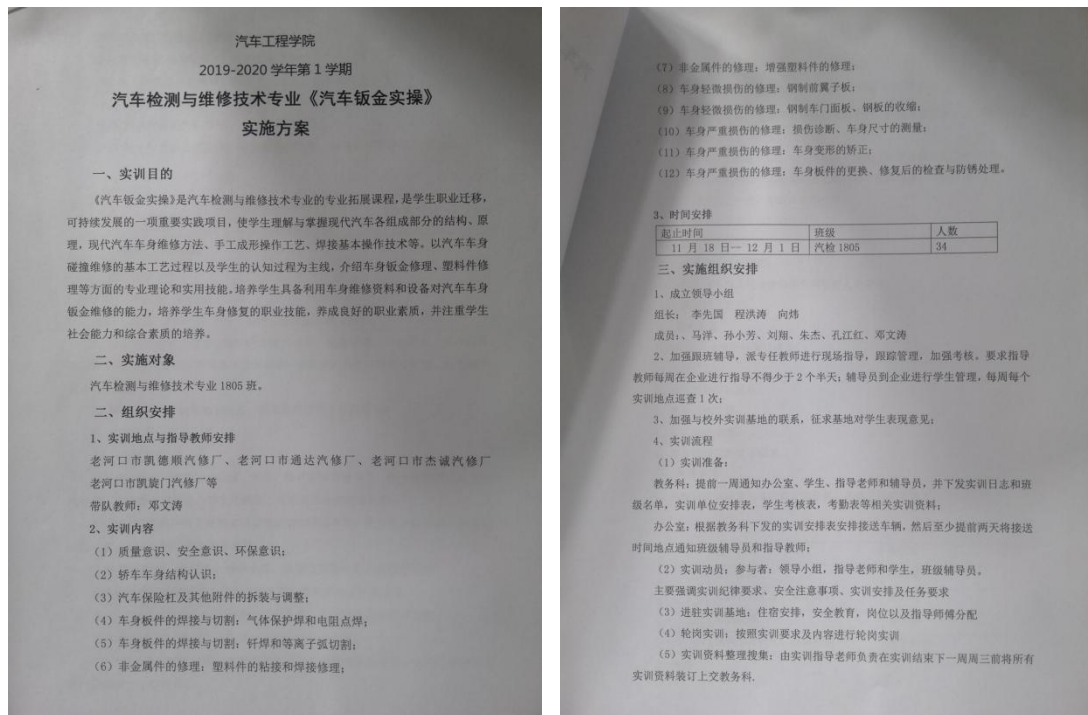 汽车工程学院
2019-2020 学年第 1 学期
汽车检测与维修技术专业《汽车钣金实操》
实施方案
一、实训目的
《汽车钣金实操》是汽车检测与维修技术专业的专业拓展课程,是学生职业迁移,
可持续发展的一项重要实践项目,使学生理解与掌握现代汽车各组成部分的结构、原
理,现代汽车车身维修方法、手工成形操作工艺、焊接基本操作技术等。以汽车车身
碰撞维修的基本工艺过程以及学生的认知过程为主线,介绍车身钣金修理、塑料件修
理等方面的专业理论和实用技能,培养学生具备利用车身维修资料和设备对汽车车身
钣金维修的能力,培养学生车身修复的职业技能,养成良好的职业素质,并注重学生
社会能力和综合素质的培养。
二、实施对象
汽车检测与维修技术专业 1805 班。
二、组织安排
1、实训地点与指导教师安排
老河口市凯德顺汽修厂、老河口市通达汽修厂、老河口市杰诚汽修厂
老河口市凯旋门汽修厂等
带队教师:邓文涛
2、实训内容
(1)质量意识、安全意识、环保意识;
(2)轿车车身结构认识;
(3)汽车保险杠及其他附件的拆装与调整;
(4)车身板件的焊接与切割:气体保护焊和电阻点焊;
(5)车身板件的焊接与切割:钎焊和等离子弧切割;
(6)非金属件的修理:塑料件的粘接和焊接修理;
(7)非金属件的修理:增强塑料件的修理;
(8)车身轻微损伤的修理:钢制前翼子板;
(9)车身轻微损伤的修理:钢制车门面板、钢板的收缩;
(10)车身严重损伤的修理:损伤诊断、车身尺寸的测量;
(11)车身严重损伤的修理:车身变形的矫正;
(12)车身严重损伤的修理:车身板件的更换、修复后的检查与防锈处理。
3、时间安排
起止时间 班级 人数
11 月 18 日-- 12 月 1 日 汽检 1805 34
三、实施组织安排
1、成立领导小组
组长: 李先国 程洪涛 向炜
成员:、马洋、孙小芳、刘翔、朱杰、孔江红、邓文涛
2、加强跟班辅导,派专任教师进行现场指导,跟踪管理,加强考核。要求指导
教师每周在企业进行指导不得少于 2 个半天;辅导员到企业进行学生管理,每周每个
实训地点巡查 1 次;
3、加强与校外实训基地的联系,征求基地对学生表现意见;
4、实训流程
(1)实训准备:
教务科:提前一周通知办公室、学生、指导老师和辅导员,并下发实训日志和班
级名单,实训单位安排表,学生考核表,考勤表等相关实训资料;
办公室:根据教务科下发的实训安排表安排接送车辆,然后至少提前两天将接送
时间地点通知班级辅导员和指导教师;
(2)实训动员:参与者:领导小组,指导老师和学生,班级辅导员。
主要强调实训纪律要求、安全注意事项、实训安排及任务要求
(3)进驻实训基地:住宿安排,安全教育,岗位以及指导师傅分配
(4)轮岗实训:按照实训要求及内容进行轮岗实训
(5)实训资料整理搜集:由实训指导老师负责在实训结束下一周周三前将所有
实训资料装订上交教务科.